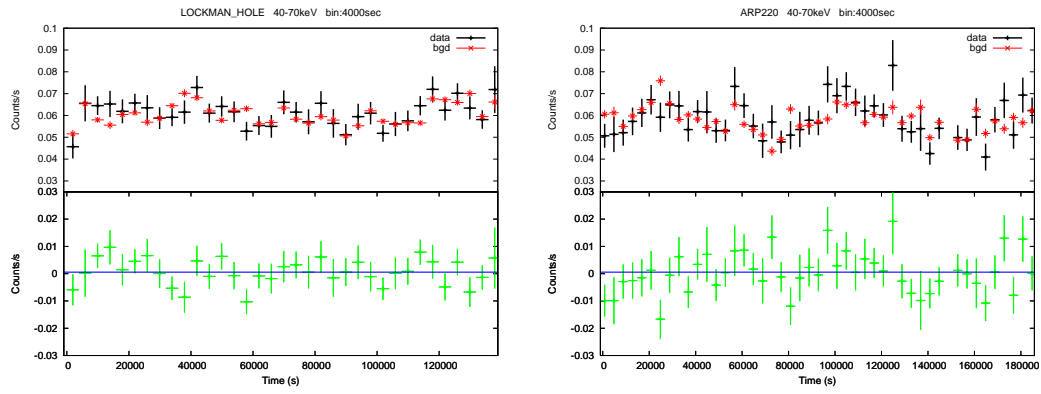 LOCKMAN_HOLE 40-70keV bin:4000sec
data
bgd
Counts/s
0.1
0.09
0.08
0.07
0.06
0.05
0.04
0.03
Counts/s
0.03
0.02
0.01
0
-0.01
-0.02
-0.03
0 20000 40000 60000 80000 100000 120000
Time (s)
ARP220 40-70keV bin:4000sec
data
bgd
Counts/s
0.1
0.09
0.08
0.07
0.06
0.05
0.04
0.03
Counts/s
0.03
0.02
0.01
0
-0.01
-0.02
-0.03
0 20000 40000 60000 80000 100000 120000 140000 160000 180000
Time (s)